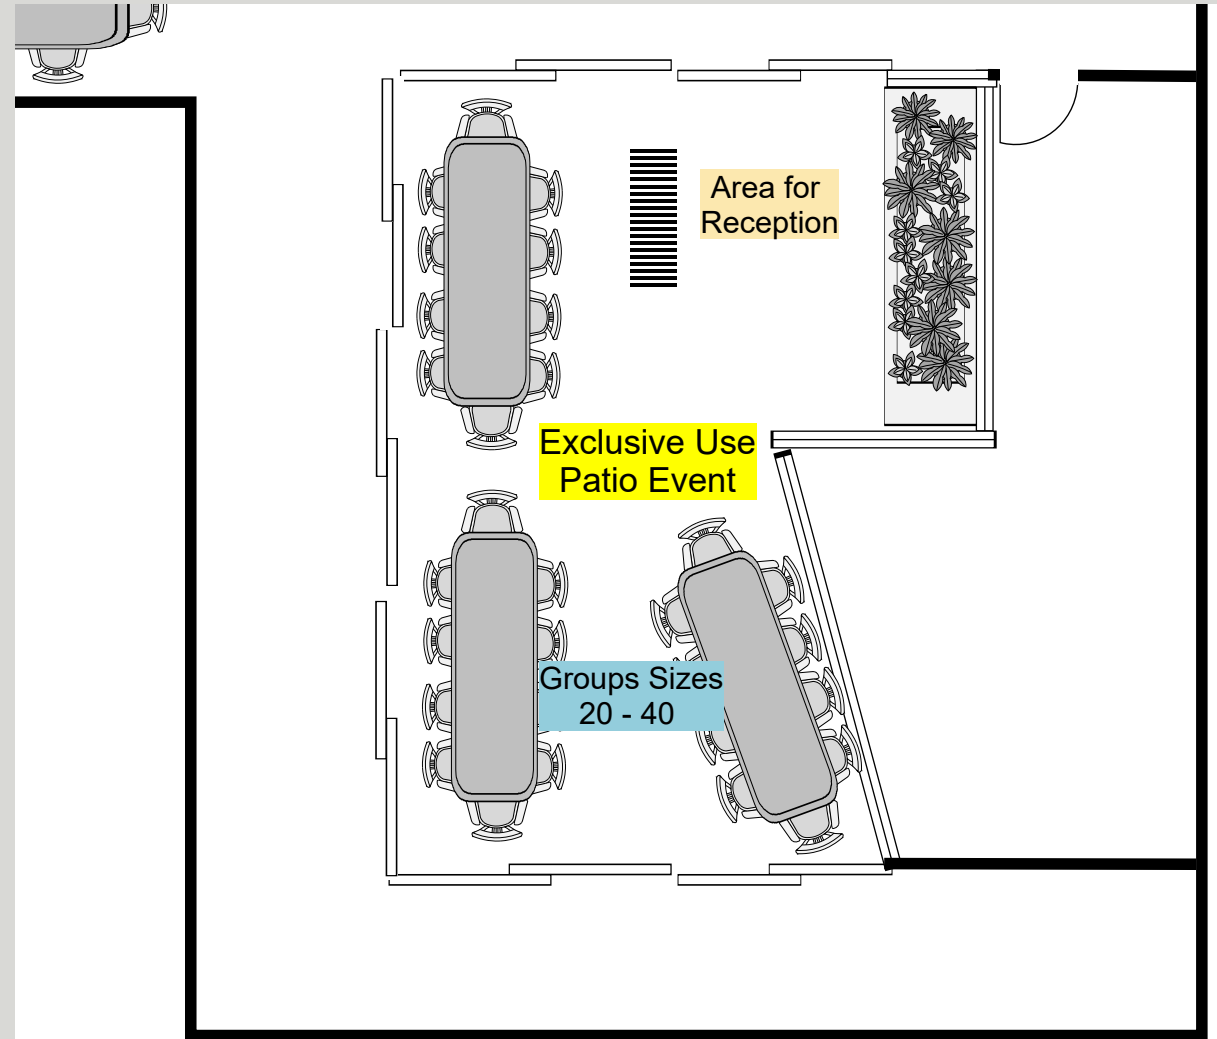 Area for
Reception
Exclusive Use
Patio Event
Groups Sizes
20 - 40